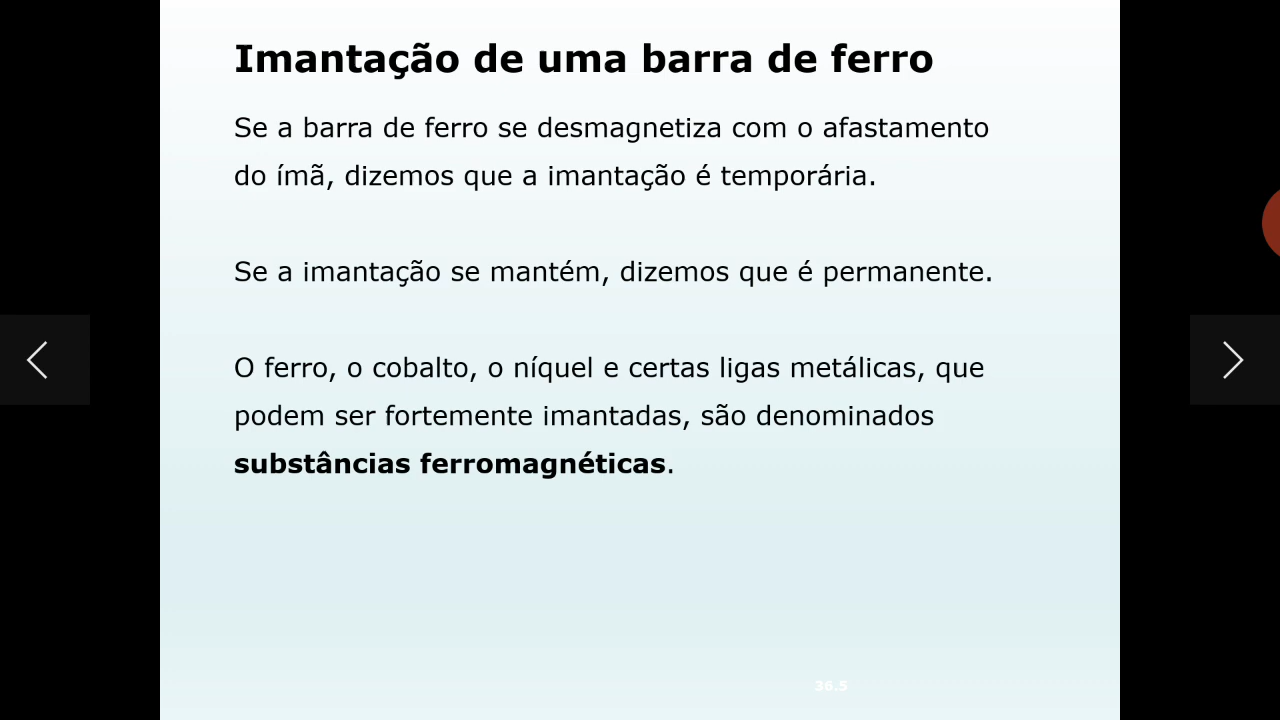 Imantação de uma barra de ferro
Se a barra de ferro se desmagnetiza com o afastamento
do ímã, dizemos que a imantação é temporária.
Se a imantação se mantém, dizemos que é permanente.
O ferro, o cobalto, o níquel e certas ligas metálicas, que
podem ser fortemente imantadas, são denominados
substâncias ferromagnéticas.
36.5